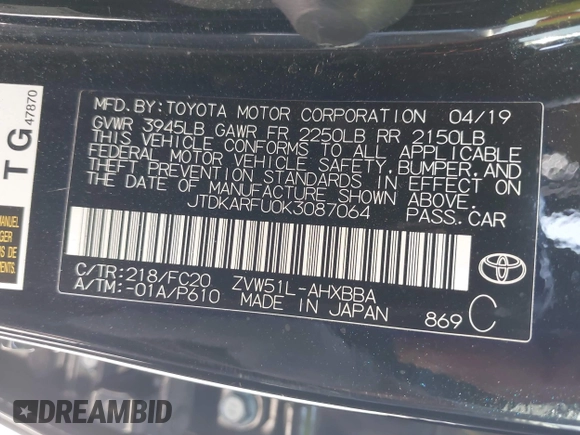 MFD.BY:TOYOTA MOTOR CORPORATION 04/19
GVWR 3945LB GAWR FR 2250LB RR 2150LB
THIS VEHICLE CONFORMS TO ALL APPLICABLE
FEDERAL MOTOR VEHICLE SAFETY,BUMPER,AND
THEFT PREVENTION STANDARDS IN EFFECT ON
THE DATE OF MANUFACTURE SHOWN ABOVE.
JTDKARFU0K3087064 PASS.CAR
C/TR:218/FC20 ZVW51L-AHXBBA
A/TM:-01A/P610 MADE IN JAPAN 869 C
TG
47870
MANUEL
DREAMBID